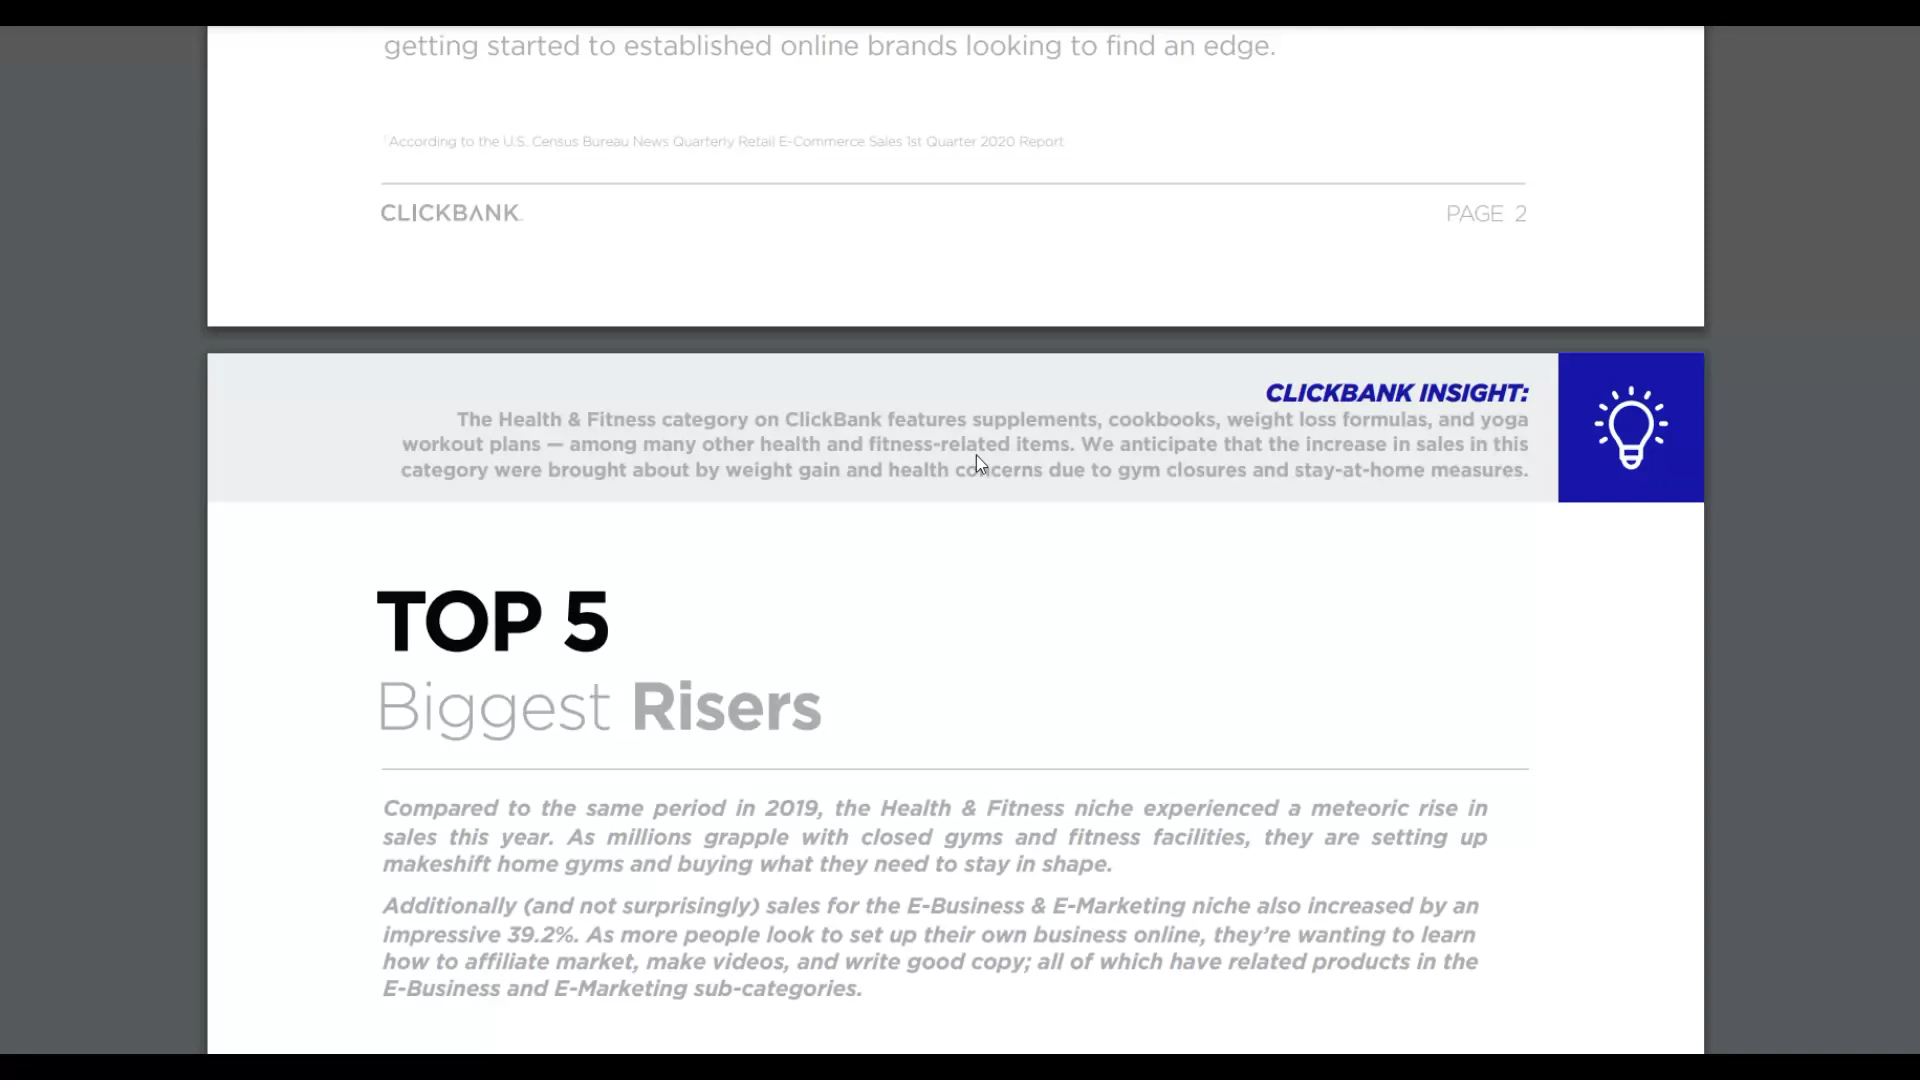 getting started to established online brands looking to find an edge.
According to the U.S. Census Bureau News Quarterly Retail E-Commerce Sales 1st Quarter 2020 Report
CLICKBANK
PAGE 2
CLICKBANK INSIGHT:
The Health & Fitness category on ClickBank features supplements, cookbooks, weight loss formulas, and yoga
workout plans — among many other health and fitness-related items. We anticipate that the increase in sales in this
category were brought about by weight gain and health concerns due to gym closures and stay-at-home measures.
TOP 5
Biggest Risers
Compared to the same period in 2019, the Health & Fitness niche experienced a meteoric rise in
sales this year. As millions grapple with closed gyms and fitness facilities, they are setting up
makeshift home gyms and buying what they need to stay in shape.
Additionally (and not surprisingly) sales for the E-Business & E-Marketing niche also increased by an
impressive 39.2%. As more people look to set up their own business online, they’re wanting to learn
how to affiliate market, make videos, and write good copy; all of which have related products in the
E-Business and E-Marketing sub-categories.